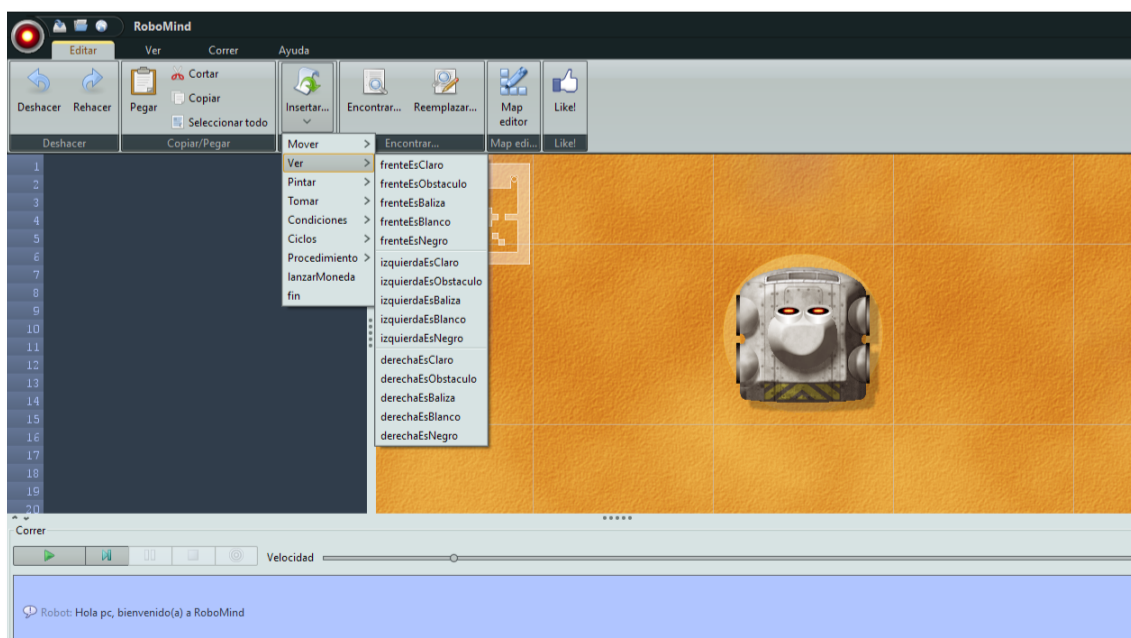 RoboMind
Editar Ver Correr Ayuda
Cortar
Copiar
Seleccionar todo
Deshacer Rehacer Pegar Insertar... Encontrar... Reemplazar... Map editor Like!
Deshacer Copiar/Pegar Encontrar... Map edi... Like!
Mover
Ver
Pintar
Tomar
Condiciones
Ciclos
Procedimiento
lanzarMoneda
fin
frenteEsClaro
frenteEsObstaculo
frenteEsBaliza
frenteEsBlanco
frenteEsNegro
izquierdaEsClaro
izquierdaEsObstaculo
izquierdaEsBaliza
izquierdaEsBlanco
izquierdaEsNegro
derechaEsClaro
derechaEsObstaculo
derechaEsBaliza
derechaEsBlanco
derechaEsNegro
1
2
3
4
5
6
7
8
9
10
11
12
13
14
15
16
17
18
19
20
Correr
Velocidad
Robot: Hola pc, bienvenido(a) a RoboMind